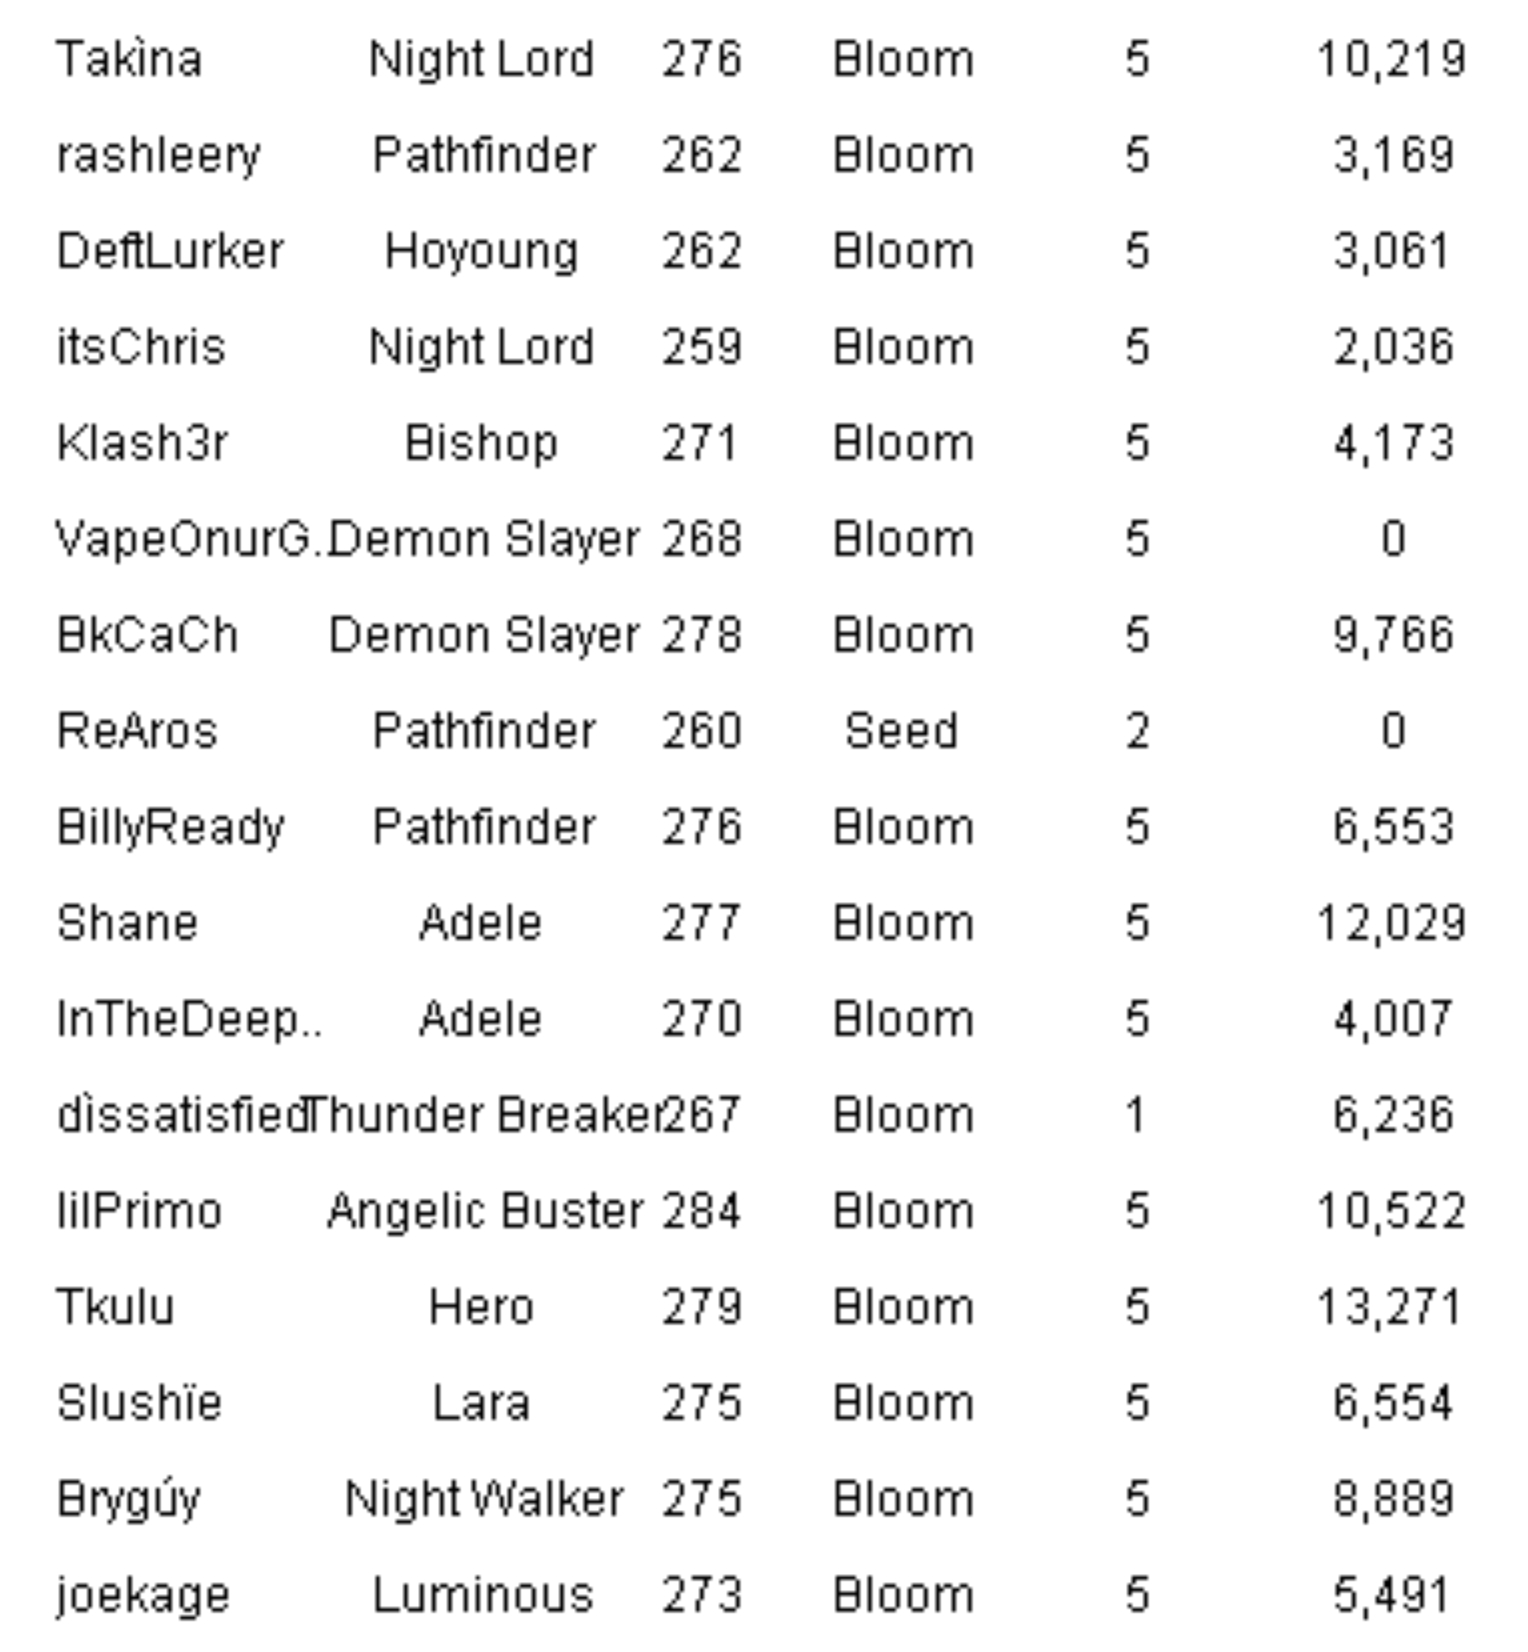 Takìna Night Lord 276 Bloom 5 10,219
rashleery Pathfinder 262 Bloom 5 3,169
DeftLurker Hoyoung 262 Bloom 5 3,061
itsChris Night Lord 259 Bloom 5 2,036
Klash3r Bishop 271 Bloom 5 4,173
VapeOnurG.. Demon Slayer 268 Bloom 5 0
BkCaCh Demon Slayer 278 Bloom 5 9,766
ReAros Pathfinder 260 Seed 2 0
BillyReady Pathfinder 276 Bloom 5 6,553
Shane Adele 277 Bloom 5 12,029
InTheDeep.. Adele 270 Bloom 5 4,007
dìssatisfied Thunder Breaker 267 Bloom 1 6,236
lilPrimo Angelic Buster 284 Bloom 5 10,522
Tkulu Hero 279 Bloom 5 13,271
Slushïe Lara 275 Bloom 5 6,554
Brygúy Night Walker 275 Bloom 5 8,889
joekage Luminous 273 Bloom 5 5,491